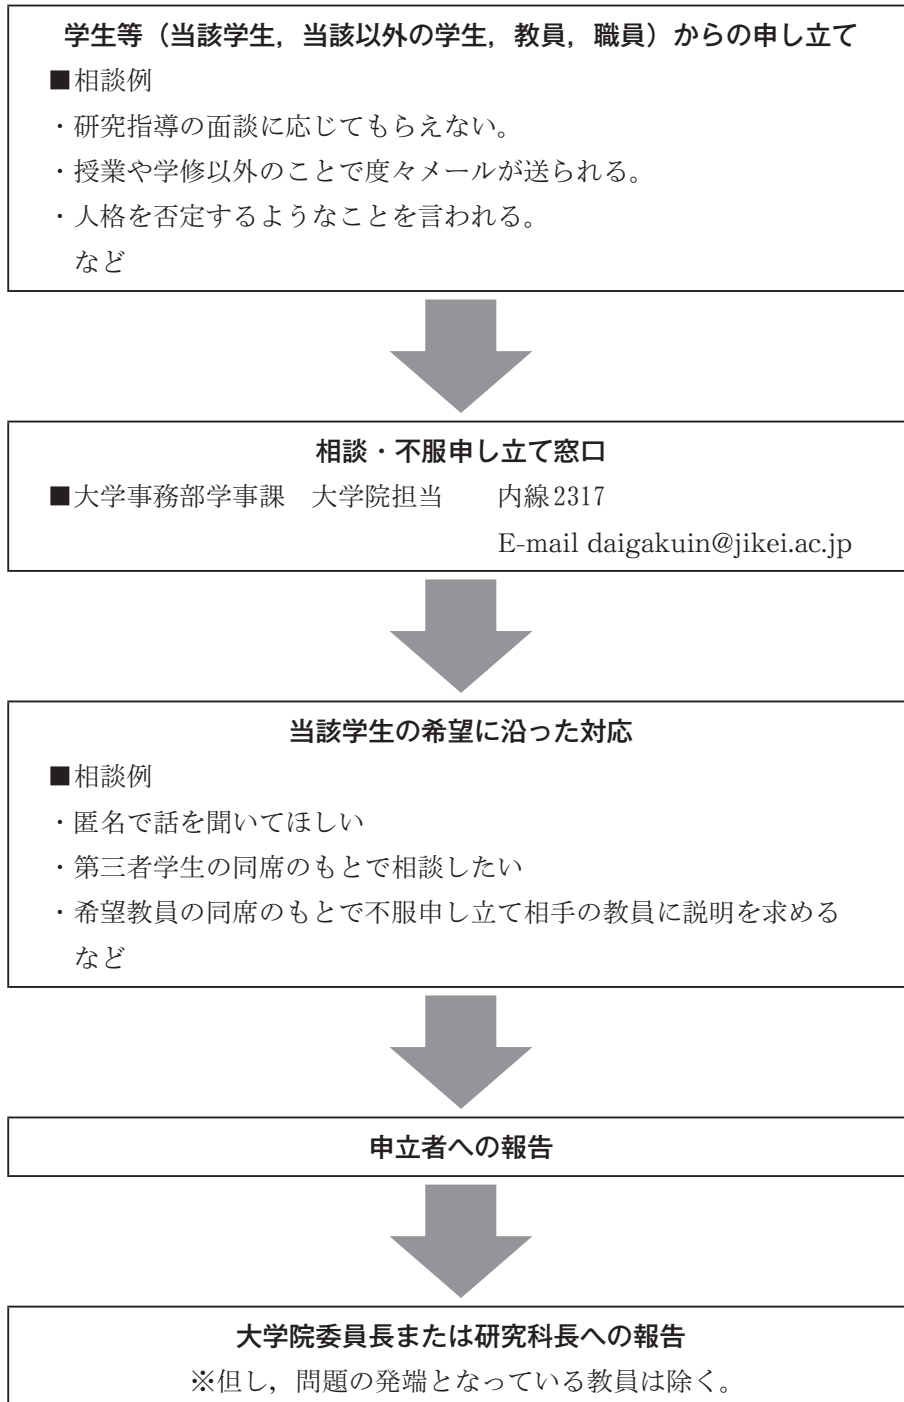 学生等（当該学生，当該以外の学生，教員，職員）からの申し立て
■相談例
・研究指導の面談に応じてもらえない。
・授業や学修以外のことで度々メールが送られる。
・人格を否定するようなことを言われる。
など
相談・不服申し立て窓口
■大学事務部学事課　大学院担当　　内線2317
E-mail daigakuin@jikei.ac.jp
当該学生の希望に沿った対応
■相談例
・匿名で話を聞いてほしい
・第三者学生の同席のもとで相談したい
・希望教員の同席のもとで不服申し立て相手の教員に説明を求める
など
申立者への報告
大学院委員長または研究科長への報告
※但し，問題の発端となっている教員は除く。